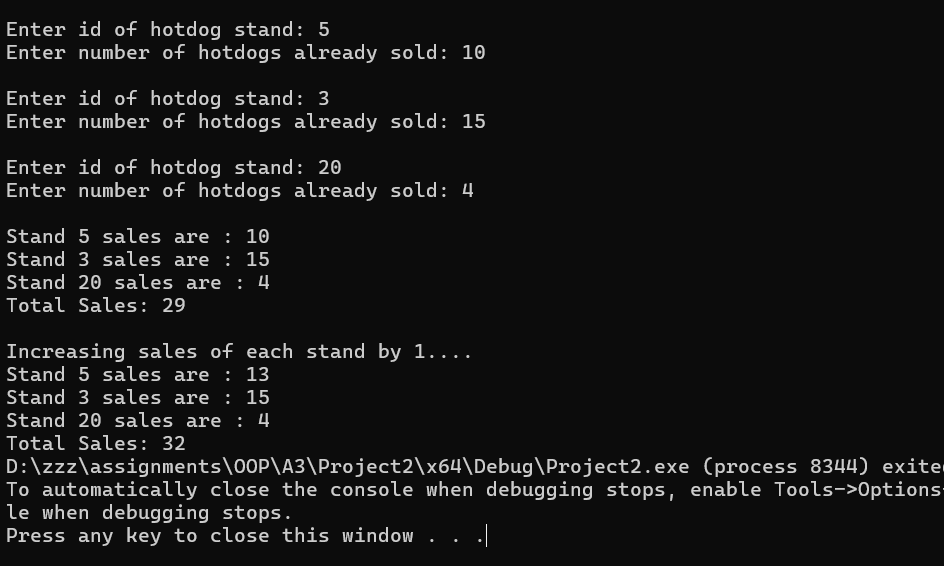 Enter id of hotdog stand: 5
Enter number of hotdogs already sold: 10
Enter id of hotdog stand: 3
Enter number of hotdogs already sold: 15
Enter id of hotdog stand: 20
Enter number of hotdogs already sold: 4
Stand 5 sales are : 10
Stand 3 sales are : 15
Stand 20 sales are : 4
Total Sales: 29
Increasing sales of each stand by 1....
Stand 5 sales are : 13
Stand 3 sales are : 15
Stand 20 sales are : 4
Total Sales: 32
D:\zzz\assignments\OOP\A3\Project2\x64\Debug\Project2.exe (process 8344) exited
To automatically close the console when debugging stops, enable Tools->Options-
le when debugging stops.
Press any key to close this window . . .